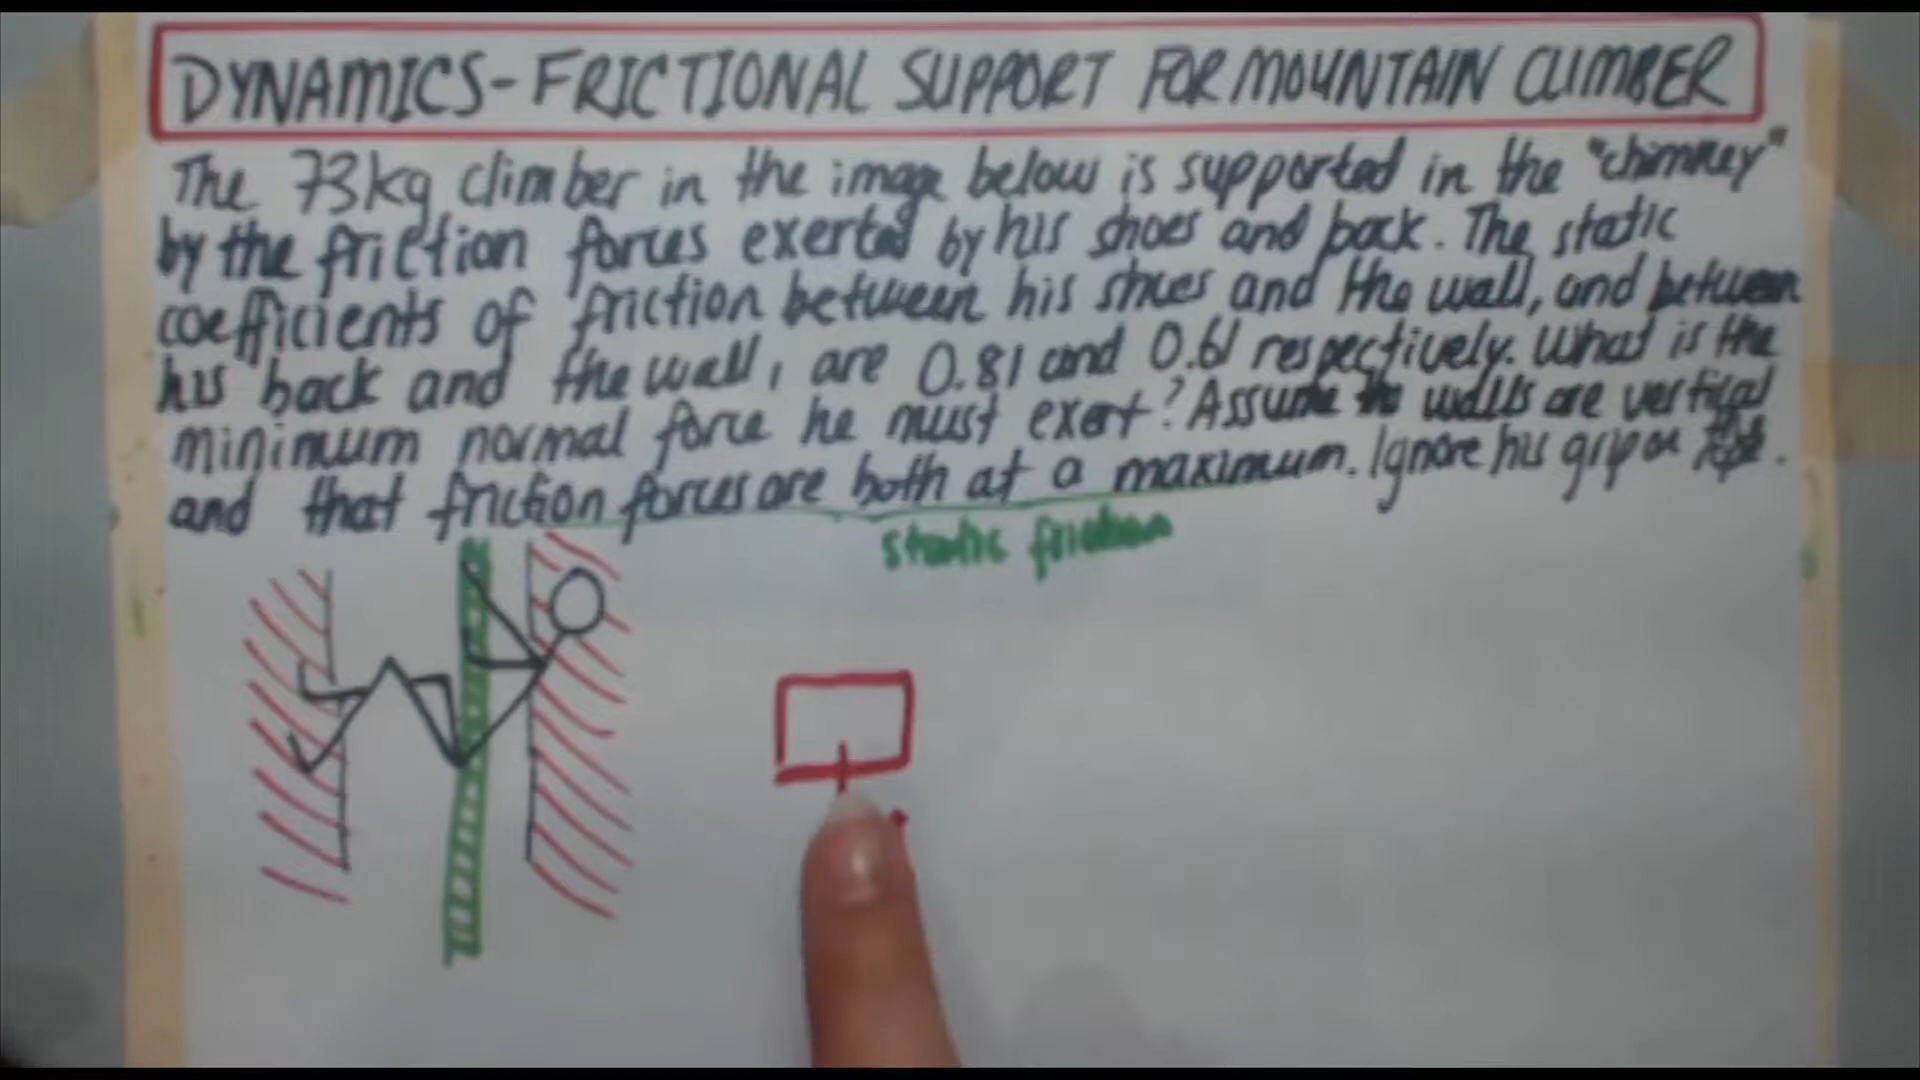 DYNAMICS-FRICTIONAL SUPPORT FOR MOUNTAIN CLIMBER
The 73kg climber in the image below is supported in the "chimney"
by the friction forces exerted by his shoes and back. The static
coefficients of friction between his shoes and the wall, and between
his back and the wall, are 0.81 and 0.61 respectively. What is the
minimum normal force he must exert? Assume the walls are vertical
and that friction forces are both at a maximum. Ignore his grip on
static friction